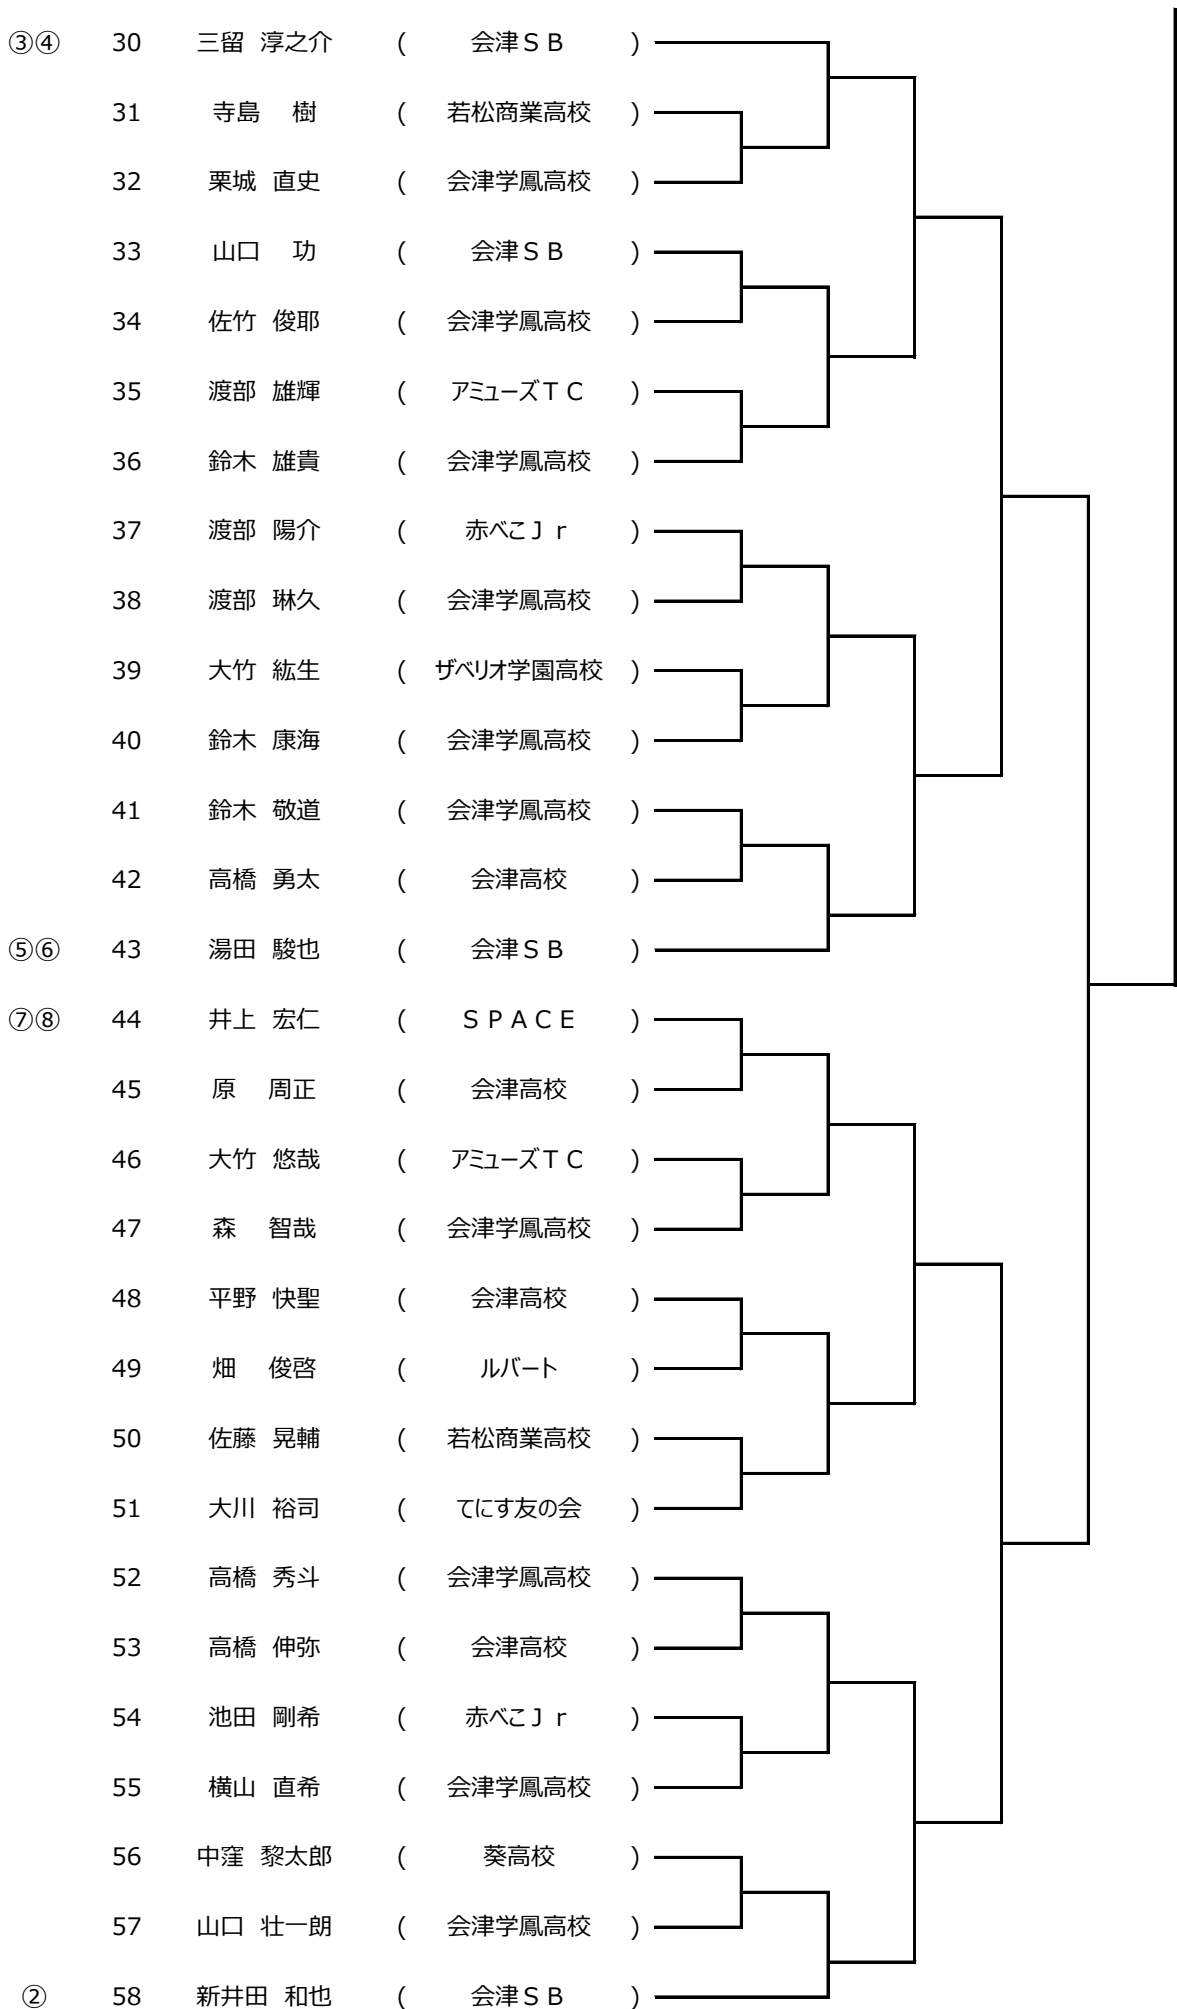 ③④ 30 三留 淳之介 ( 会津ＳＢ )
31 寺島 樹 ( 若松商業高校 )
32 栗城 直史 ( 会津学鳳高校 )
33 山口 功 ( 会津ＳＢ )
34 佐竹 俊耶 ( 会津学鳳高校 )
35 渡部 雄輝 ( アミューズＴＣ )
36 鈴木 雄貴 ( 会津学鳳高校 )
37 渡部 陽介 ( 赤べこＪｒ )
38 渡部 琳久 ( 会津学鳳高校 )
39 大竹 紘生 ( ザベリオ学園高校 )
40 鈴木 康海 ( 会津学鳳高校 )
41 鈴木 敬道 ( 会津学鳳高校 )
42 高橋 勇太 ( 会津高校 )
⑤⑥ 43 湯田 駿也 ( 会津ＳＢ )
⑦⑧ 44 井上 宏仁 ( ＳＰＡＣＥ )
45 原 周正 ( 会津高校 )
46 大竹 悠哉 ( アミューズＴＣ )
47 森 智哉 ( 会津学鳳高校 )
48 平野 快聖 ( 会津高校 )
49 畑 俊啓 ( ルバート )
50 佐藤 晃輔 ( 若松商業高校 )
51 大川 裕司 ( てにす友の会 )
52 高橋 秀斗 ( 会津学鳳高校 )
53 高橋 伸弥 ( 会津高校 )
54 池田 剛希 ( 赤べこＪｒ )
55 横山 直希 ( 会津学鳳高校 )
56 中窪 黎太郎 ( 葵高校 )
57 山口 壮一朗 ( 会津学鳳高校 )
② 58 新井田 和也 ( 会津ＳＢ )